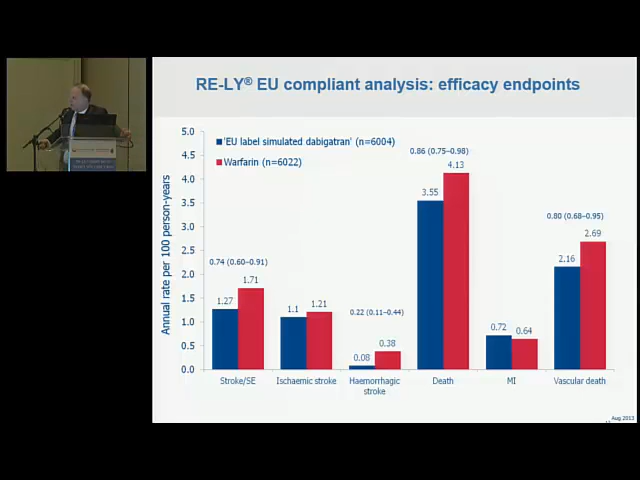 RE-LY® EU compliant analysis: efficacy endpoints
Annual rate per 100 person-years
5.0
4.5
4.0
3.5
3.0
2.5
2.0
1.5
1.0
0.5
0.0
'EU label simulated dabigatran' (n=6004)
Warfarin (n=6022)
0.74 (0.60–0.91)
1.27
1.71
1.1
1.21
0.22 (0.11–0.44)
0.08
0.38
0.86 (0.75–0.98)
3.55
4.13
0.72
0.64
0.80 (0.68–0.95)
2.16
2.69
Stroke/SE
Ischaemic stroke
Haemorrhagic
stroke
Death
MI
Vascular death
Aug 2013